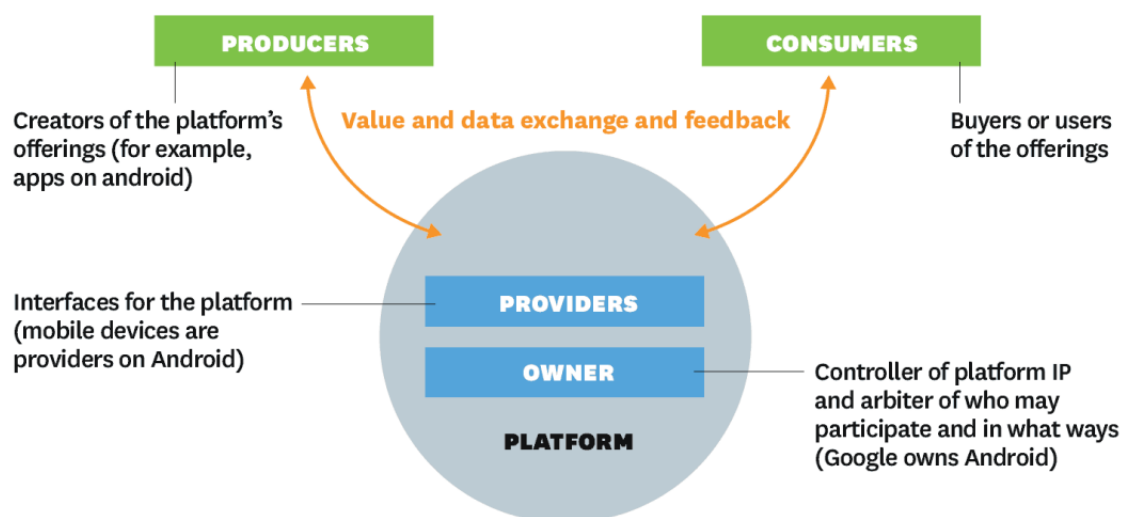 PRODUCERS
CONSUMERS
Creators of the platform's
offerings (for example,
apps on android)
Value and data exchange and feedback
Buyers or users
of the offerings
Interfaces for the platform
(mobile devices are
providers on Android)
PROVIDERS
OWNER
PLATFORM
Controller of platform IP
and arbiter of who may
participate and in what ways
(Google owns Android)